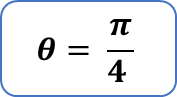 θ = π/4